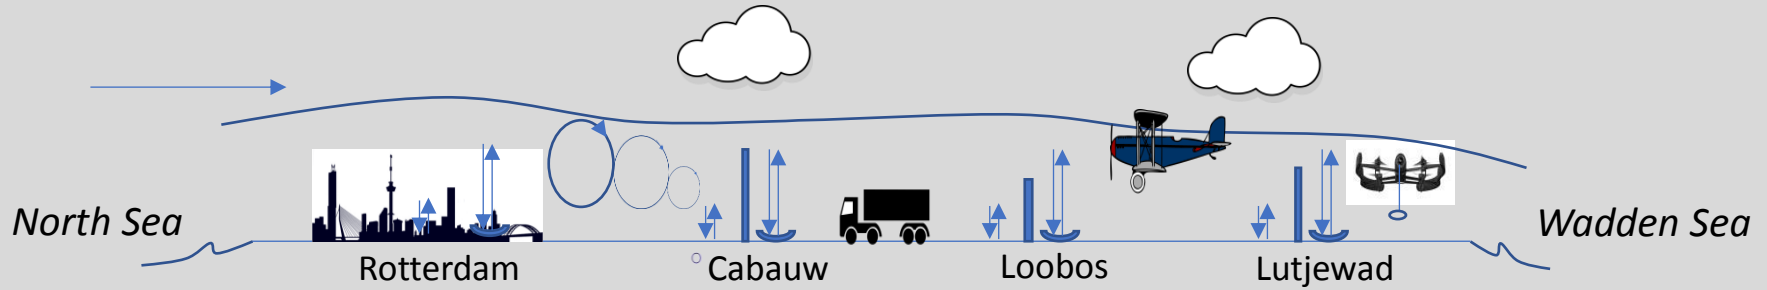 North Sea
Wadden Sea
Rotterdam
Cabauw
Loobos
Lutjewad